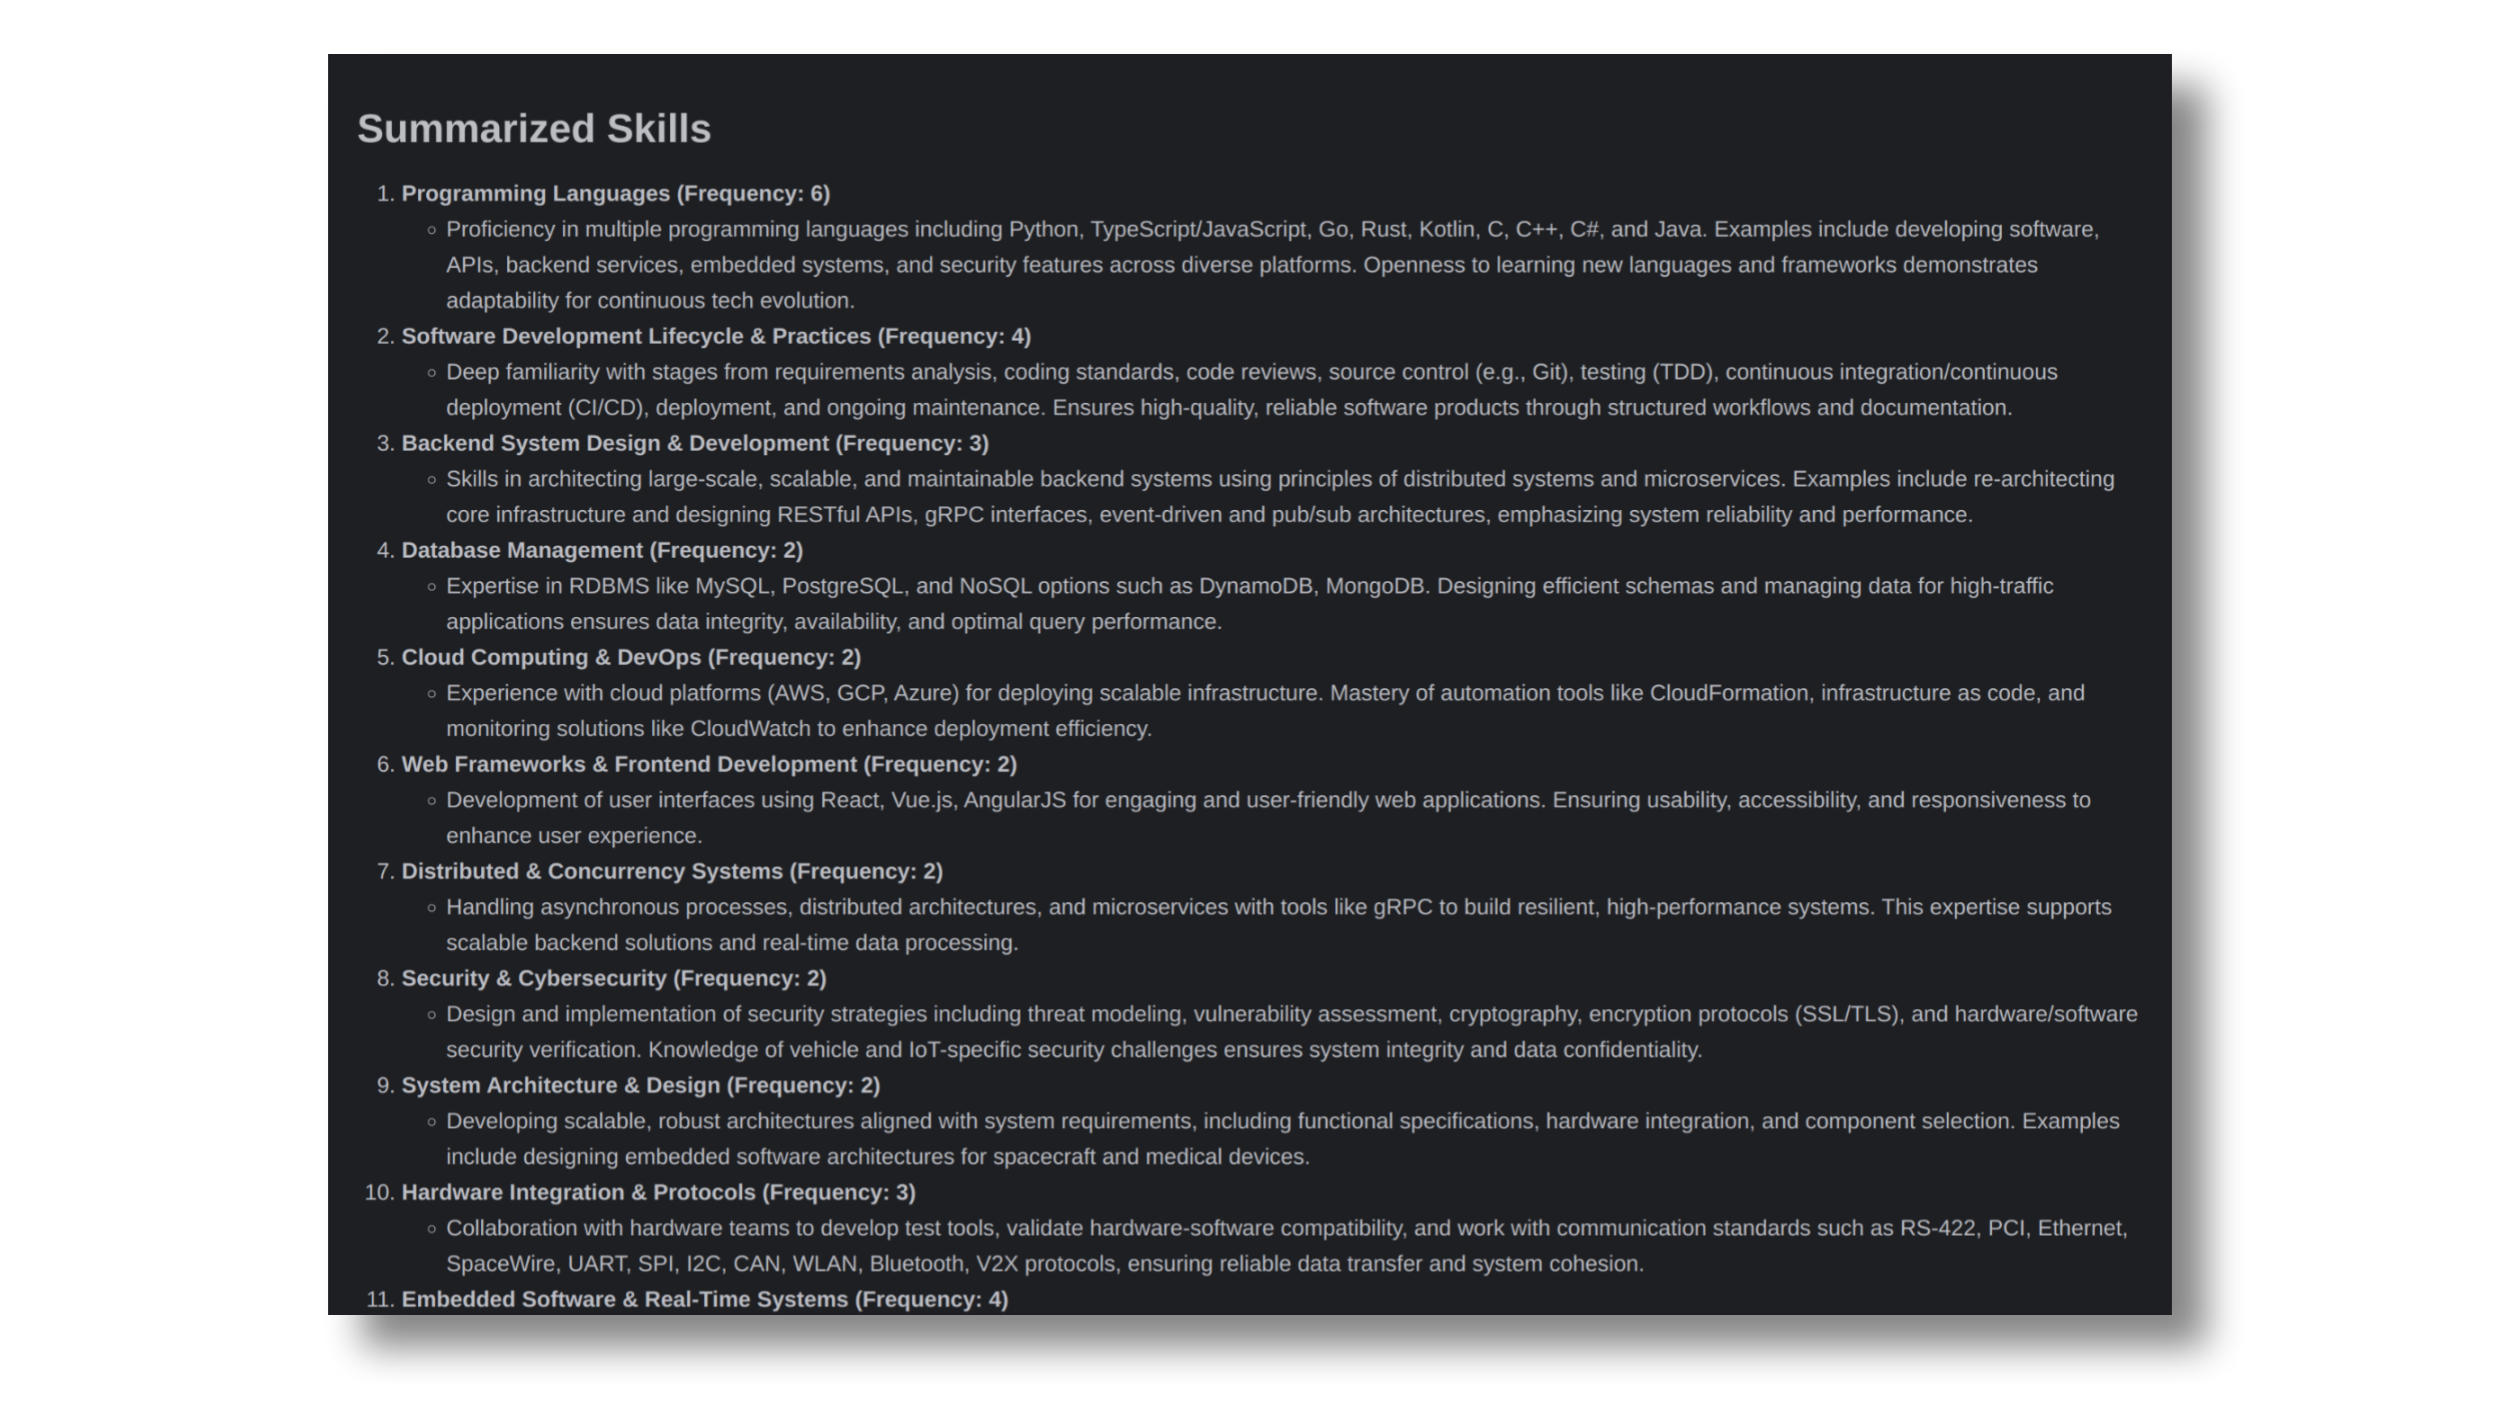 Summarized Skills
1. Programming Languages (Frequency: 6)
◦ Proficiency in multiple programming languages including Python, TypeScript/JavaScript, Go, Rust, Kotlin, C, C++, C#, and Java. Examples include developing software,
APIs, backend services, embedded systems, and security features across diverse platforms. Openness to learning new languages and frameworks demonstrates
adaptability for continuous tech evolution.
2. Software Development Lifecycle & Practices (Frequency: 4)
◦ Deep familiarity with stages from requirements analysis, coding standards, code reviews, source control (e.g., Git), testing (TDD), continuous integration/continuous
deployment (CI/CD), deployment, and ongoing maintenance. Ensures high-quality, reliable software products through structured workflows and documentation.
3. Backend System Design & Development (Frequency: 3)
◦ Skills in architecting large-scale, scalable, and maintainable backend systems using principles of distributed systems and microservices. Examples include re-architecting
core infrastructure and designing RESTful APIs, gRPC interfaces, event-driven and pub/sub architectures, emphasizing system reliability and performance.
4. Database Management (Frequency: 2)
◦ Expertise in RDBMS like MySQL, PostgreSQL, and NoSQL options such as DynamoDB, MongoDB. Designing efficient schemas and managing data for high-traffic
applications ensures data integrity, availability, and optimal query performance.
5. Cloud Computing & DevOps (Frequency: 2)
◦ Experience with cloud platforms (AWS, GCP, Azure) for deploying scalable infrastructure. Mastery of automation tools like CloudFormation, infrastructure as code, and
monitoring solutions like CloudWatch to enhance deployment efficiency.
6. Web Frameworks & Frontend Development (Frequency: 2)
◦ Development of user interfaces using React, Vue.js, AngularJS for engaging and user-friendly web applications. Ensuring usability, accessibility, and responsiveness to
enhance user experience.
7. Distributed & Concurrency Systems (Frequency: 2)
◦ Handling asynchronous processes, distributed architectures, and microservices with tools like gRPC to build resilient, high-performance systems. This expertise supports
scalable backend solutions and real-time data processing.
8. Security & Cybersecurity (Frequency: 2)
◦ Design and implementation of security strategies including threat modeling, vulnerability assessment, cryptography, encryption protocols (SSL/TLS), and hardware/software
security verification. Knowledge of vehicle and IoT-specific security challenges ensures system integrity and data confidentiality.
9. System Architecture & Design (Frequency: 2)
◦ Developing scalable, robust architectures aligned with system requirements, including functional specifications, hardware integration, and component selection. Examples
include designing embedded software architectures for spacecraft and medical devices.
10. Hardware Integration & Protocols (Frequency: 3)
◦ Collaboration with hardware teams to develop test tools, validate hardware-software compatibility, and work with communication standards such as RS-422, PCI, Ethernet,
SpaceWire, UART, SPI, I2C, CAN, WLAN, Bluetooth, V2X protocols, ensuring reliable data transfer and system cohesion.
11. Embedded Software & Real-Time Systems (Frequency: 4)